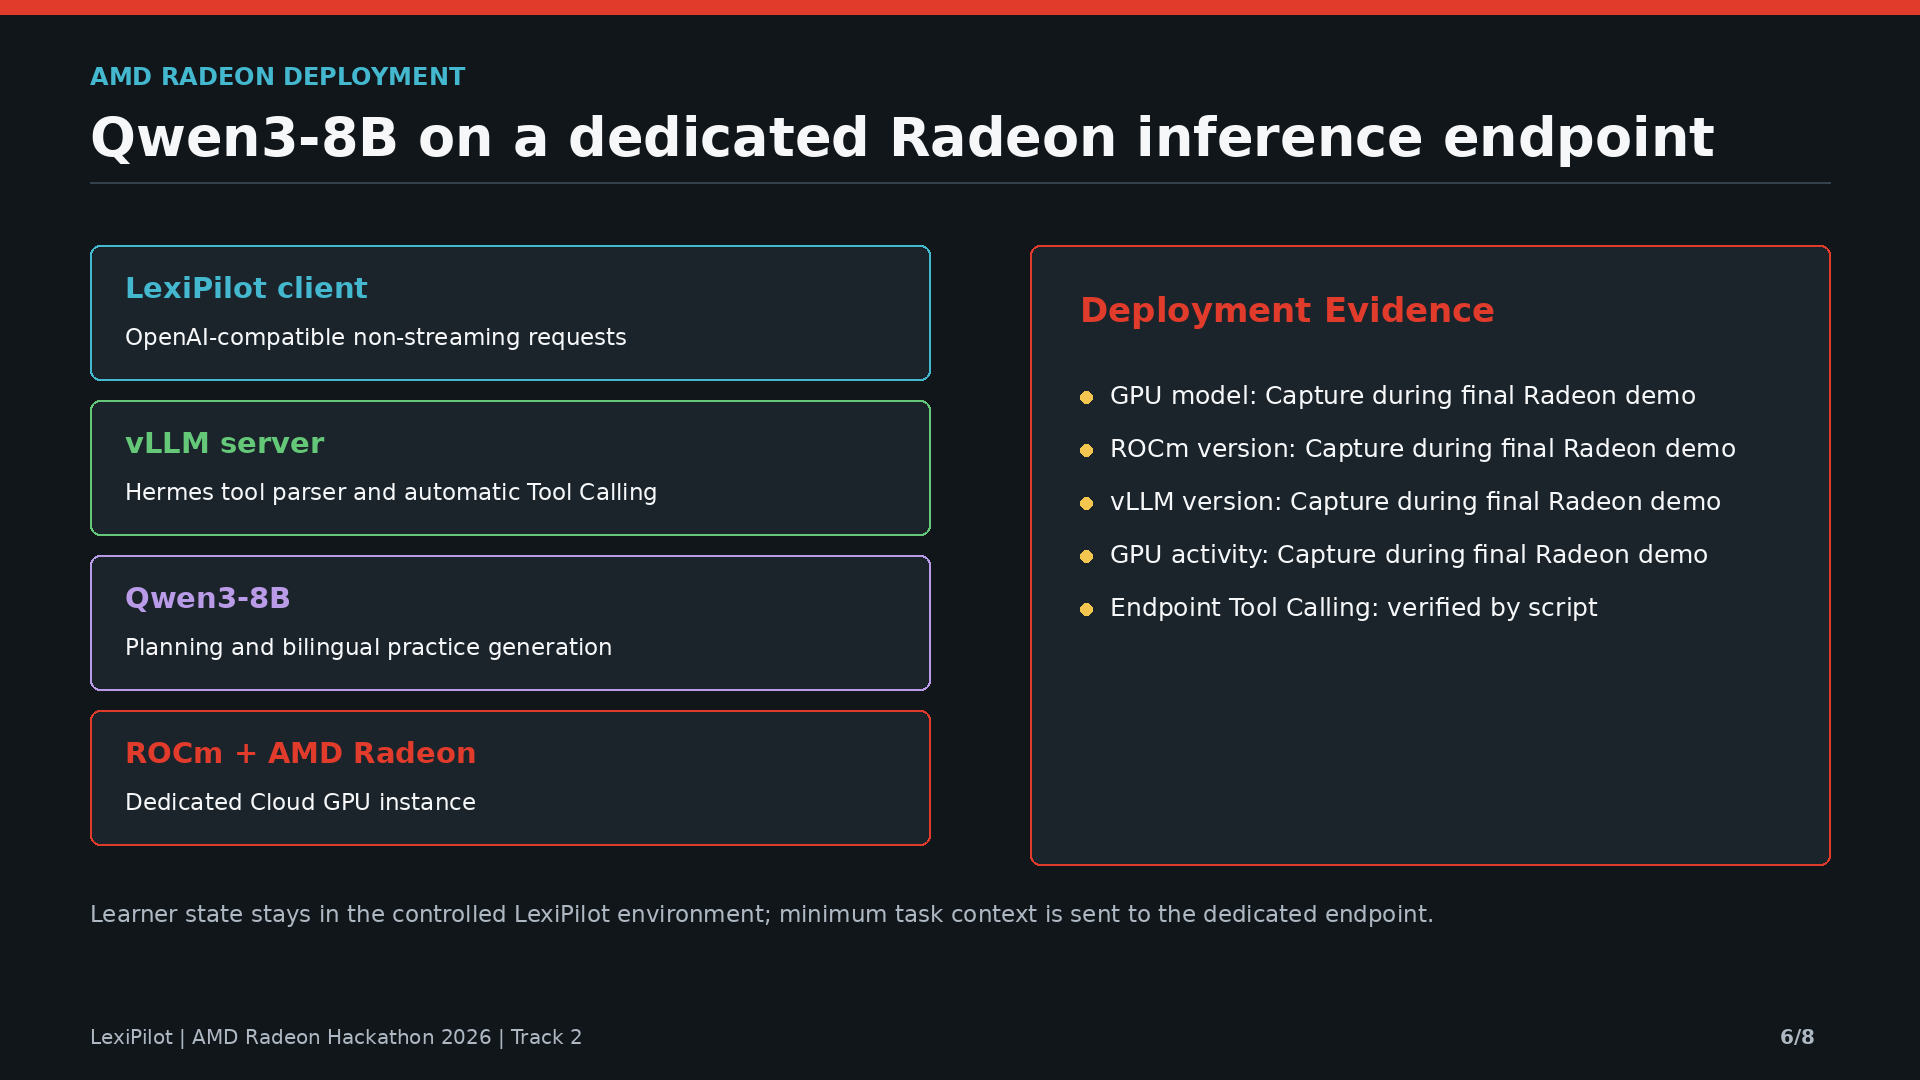 AMD RADEON DEPLOYMENT
Qwen3-8B on a dedicated Radeon inference endpoint
LexiPilot client
OpenAI-compatible non-streaming requests
vLLM server
Hermes tool parser and automatic Tool Calling
Qwen3-8B
Planning and bilingual practice generation
ROCm + AMD Radeon
Dedicated Cloud GPU instance
Deployment Evidence
GPU model: Capture during final Radeon demo
ROCm version: Capture during final Radeon demo
vLLM version: Capture during final Radeon demo
GPU activity: Capture during final Radeon demo
Endpoint Tool Calling: verified by script
Learner state stays in the controlled LexiPilot environment; minimum task context is sent to the dedicated endpoint.
LexiPilot | AMD Radeon Hackathon 2026 | Track 2
6/8